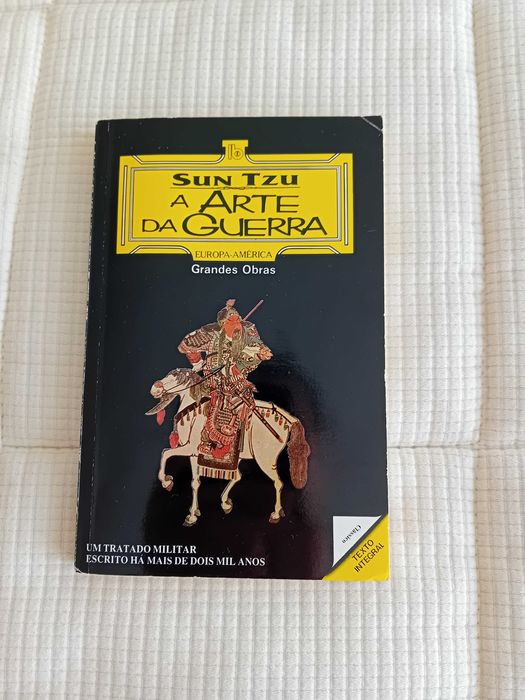 SUN TZU
A ARTE
DA GUERRA
EUROPA-AMÉRICA
Grandes Obras
UM TRATADO MILITAR
ESCRITO HÁ MAIS DE DOIS MIL ANOS
Clássico
TEXTO
INTEGRAL